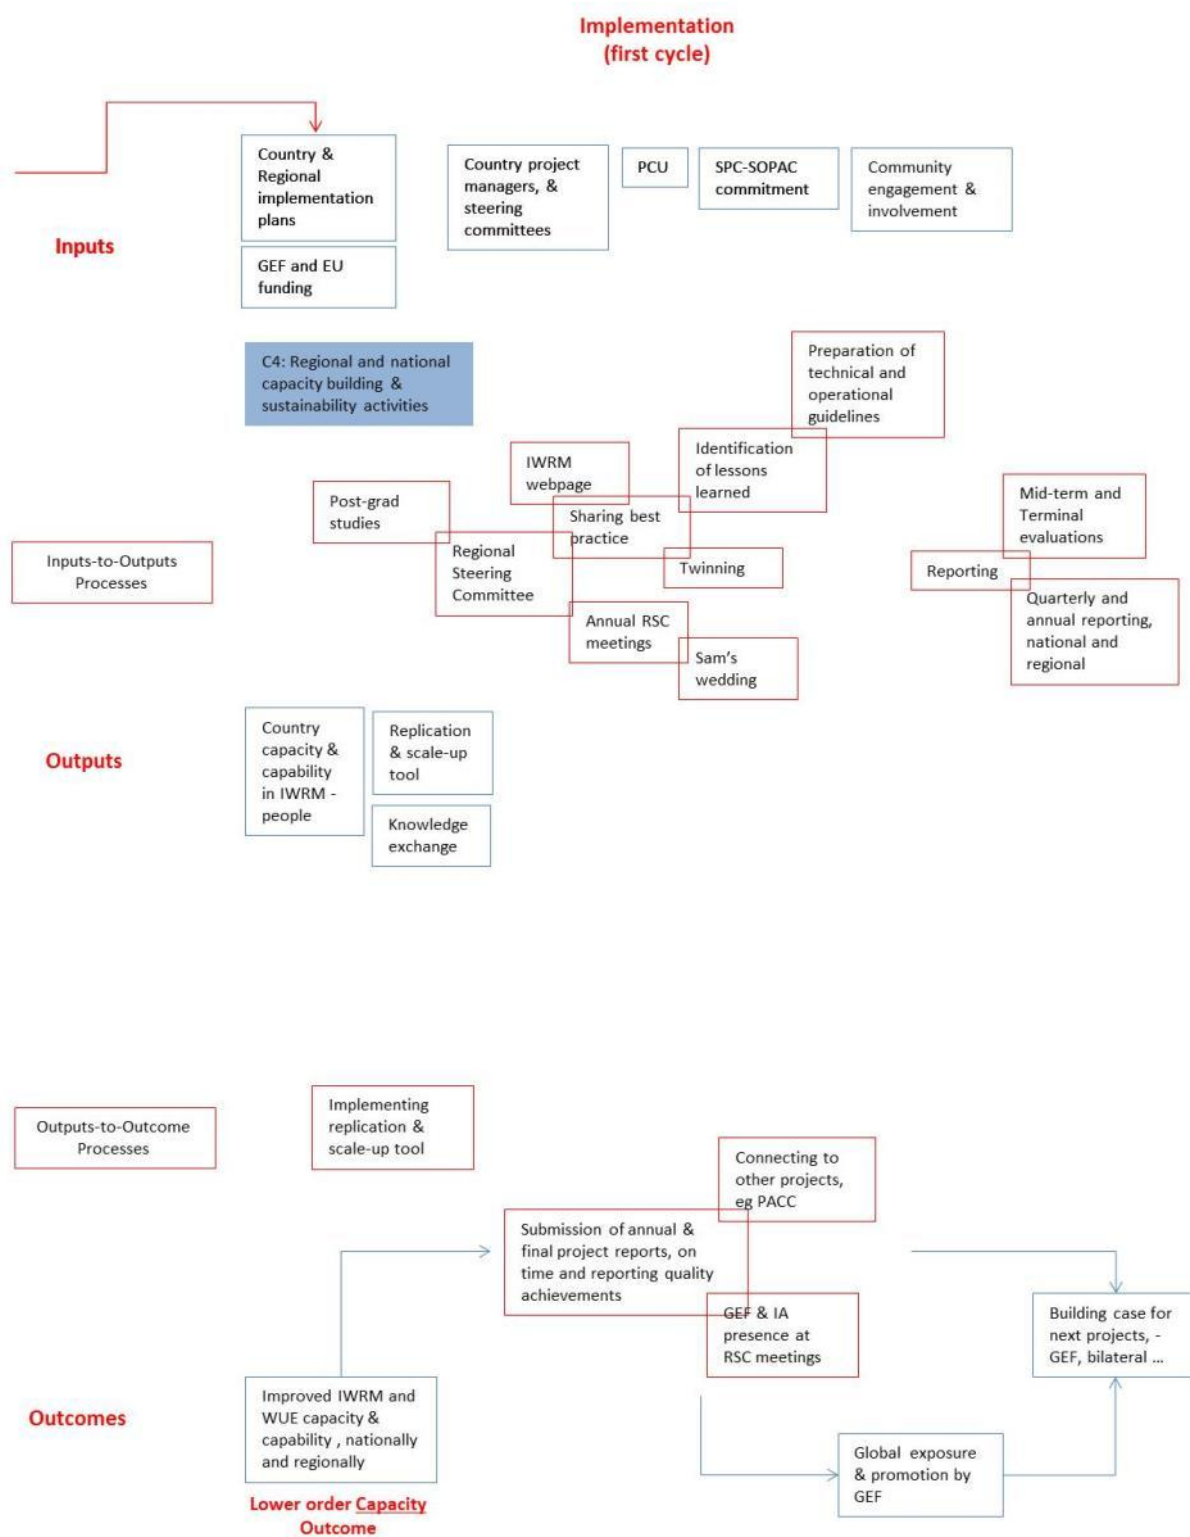 Implementation
(first cycle)
Country &
Regional
implementation
plans
Country project
managers, &
steering
committees
PCU
SPC-SOPAC
commitment
Community
engagement &
involvement
Inputs
GEF and EU
funding
C4: Regional and national
capacity building &
sustainability activities
Preparation of
technical and
operational
guidelines
Identification
of lessons
learned
IWRM
webpage
Sharing best
practice
Post-grad
studies
Mid-term and
Terminal
evaluations
Inputs-to-Outputs
Processes
Regional
Steering
Committee
Twinning
Reporting
Annual RSC
meetings
Quarterly and
annual reporting,
national and
regional
Sam's
wedding
Outputs
Country
capacity &
capability
in IWRM -
people
Replication
& scale-up
tool
Knowledge
exchange
Outputs-to-Outcome
Processes
Implementing
replication &
scale-up tool
Connecting to
other projects,
eg PACC
Submission of annual &
final project reports, on
time and reporting quality
achievements
GEF & IA
presence at
RSC meetings
Building case for
next projects, -
GEF, bilateral ...
Outcomes
Improved IWRM and
WUE capacity &
capability , nationally
and regionally
Global exposure
& promotion by
GEF
Lower order Capacity
Outcome